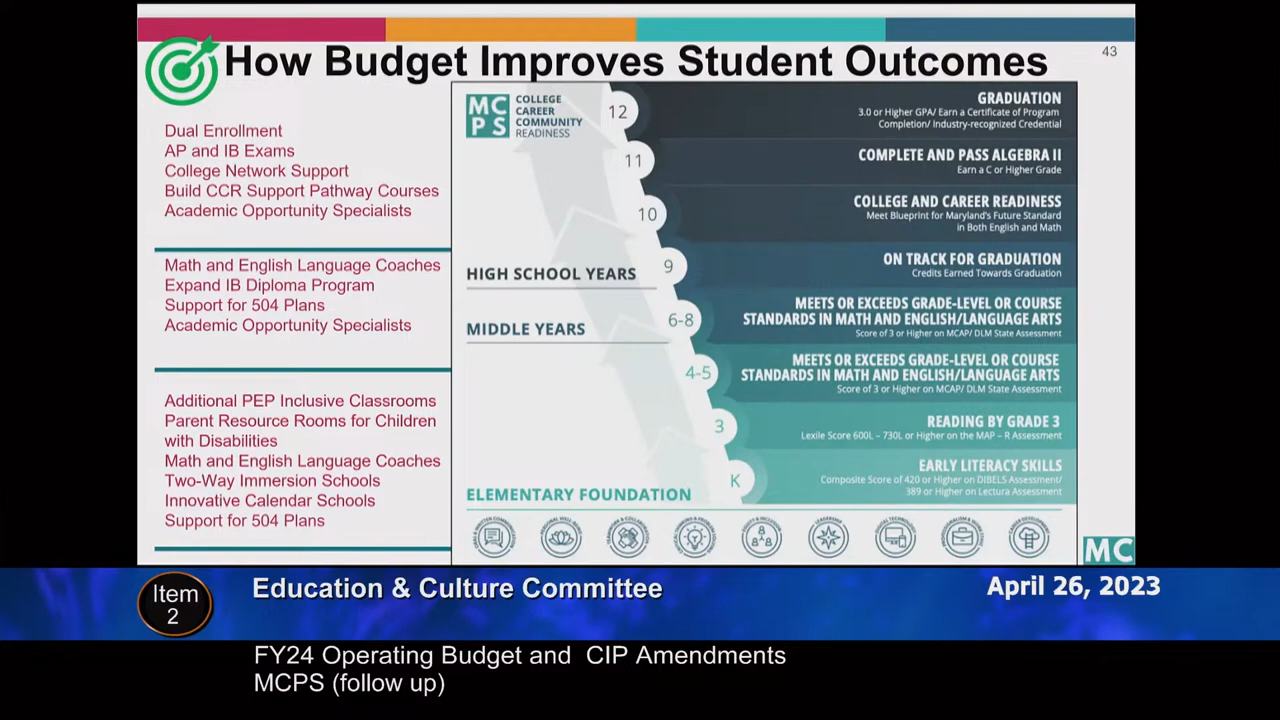 How Budget Improves Student Outcomes
43
Dual Enrollment
AP and IB Exams
College Network Support
Build CCR Support Pathway Courses
Academic Opportunity Specialists
Math and English Language Coaches
Expand IB Diploma Program
Support for 504 Plans
Academic Opportunity Specialists
Additional PEP Inclusive Classrooms
Parent Resource Rooms for Children
with Disabilities
Math and English Language Coaches
Two-Way Immersion Schools
Innovative Calendar Schools
Support for 504 Plans
MC
PS
COLLEGE
CAREER
COMMUNITY
READINESS
12
GRADUATION
3.0 or Higher GPA/ Earn a Certificate of Program
Completion/ Industry-recognized Credential
11
COMPLETE AND PASS ALGEBRA II
Earn a C or Higher Grade
10
COLLEGE AND CAREER READINESS
Meet Blueprint for Maryland's Future Standard
in Both English and Math
HIGH SCHOOL YEARS
9
ON TRACK FOR GRADUATION
Credits Earned Towards Graduation
MIDDLE YEARS
6-8
MEETS OR EXCEEDS GRADE-LEVEL OR COURSE
STANDARDS IN MATH AND ENGLISH/LANGUAGE ARTS
Score of 3 or Higher on MCAP/ DLM State Assessment
4-5
MEETS OR EXCEEDS GRADE-LEVEL OR COURSE
STANDARDS IN MATH AND ENGLISH/LANGUAGE ARTS
Score of 3 or Higher on MCAP/ DLM State Assessment
3
READING BY GRADE 3
Lexile Score 600L – 730L or Higher on the MAP – R Assessment
K
EARLY LITERACY SKILLS
Composite Score of 420 or Higher on DIBELS Assessment/
389 or Higher on Lectura Assessment
ELEMENTARY FOUNDATION
LEADERSHIP
MC
Item
2
Education & Culture Committee
April 26, 2023
FY24 Operating Budget and CIP Amendments
MCPS (follow up)